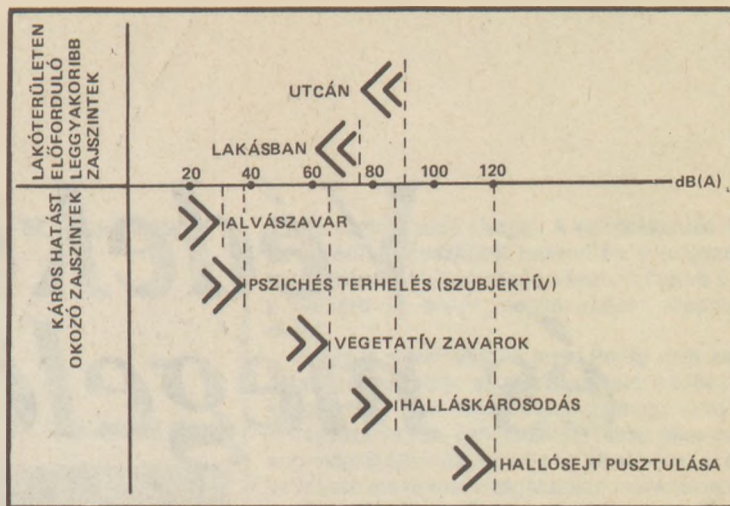 LAKÓTERÜLETEN
ELŐFORDULÓ
LEGGYAKORIBB
ZAJSZINTEK
UTCÁN
LAKÁSBAN
20 40 60 80 100 120 dB(A)
KÁROS HATÁST
OKOZÓ ZAJSZINTEK
ALVÁSZAVAR
PSZICHÉS TERHELÉS (SZUBJEKTÍV)
VEGETATÍV ZAVAROK
HALLÁSKÁROSODÁS
HALLÓSEJT PUSZTULÁSA